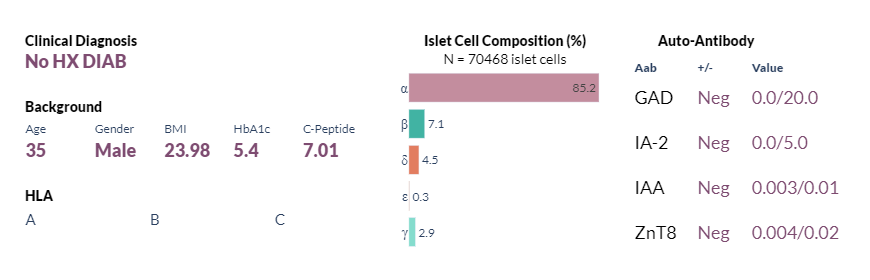 Clinical Diagnosis
No HX DIAB
Background
Age Gender BMI HbA1c C-Peptide
35 Male 23.98 5.4 7.01
HLA
A B C
Islet Cell Composition (%)
N = 70468 islet cells
α 85.2
β 7.1
δ 4.5
ε 0.3
γ 2.9
Auto-Antibody
Aab +/- Value
GAD Neg 0.0/20.0
IA-2 Neg 0.0/5.0
IAA Neg 0.003/0.01
ZnT8 Neg 0.004/0.02